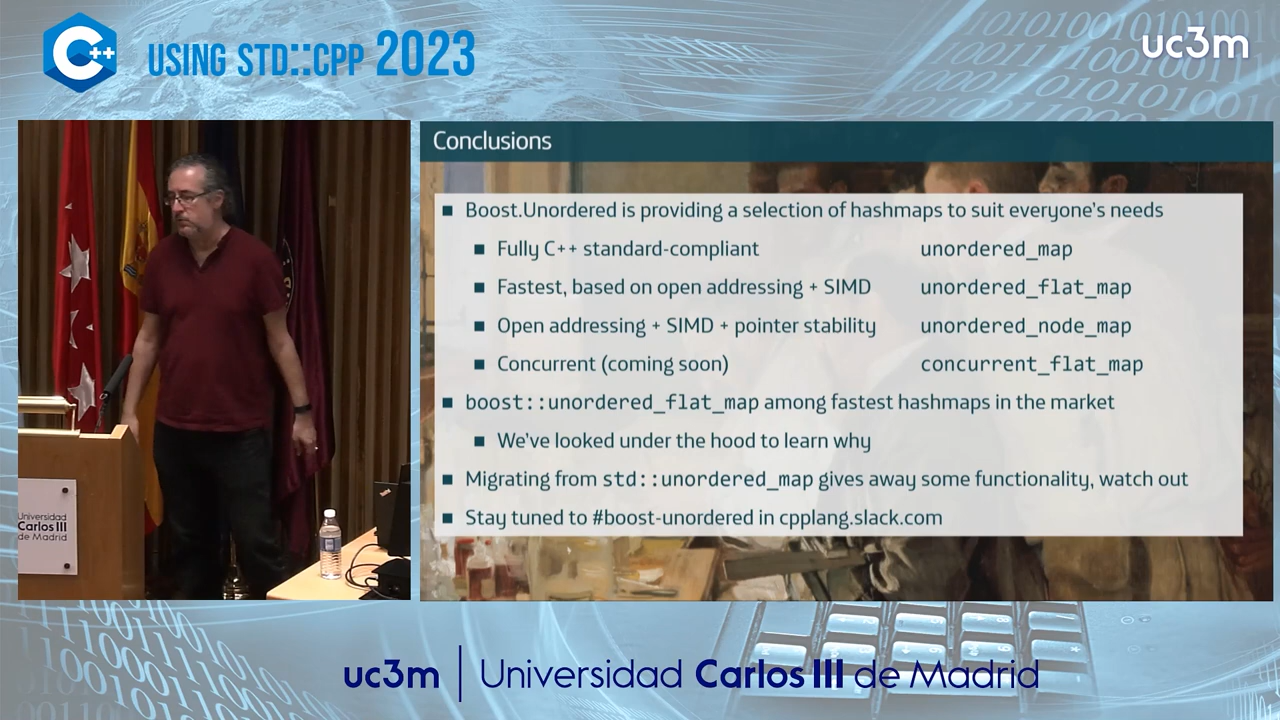 C++
USING STD::CPP 2023
uc3m
Conclusions
Boost.Unordered is providing a selection of hashmaps to suit everyone's needs
Fully C++ standard-compliant unordered_map
Fastest, based on open addressing + SIMD unordered_flat_map
Open addressing + SIMD + pointer stability unordered_node_map
Concurrent (coming soon) concurrent_flat_map
boost::unordered_flat_map among fastest hashmaps in the market
We've looked under the hood to learn why
Migrating from std::unordered_map gives away some functionality, watch out
Stay tuned to #boost-unordered in cpplang.slack.com
Universidad
Carlos III
de Madrid
uc3m | Universidad Carlos III de Madrid